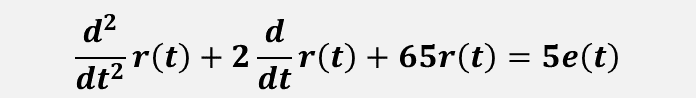 d²/dt² r(t) + 2 d/dt r(t) + 65r(t) = 5e(t)